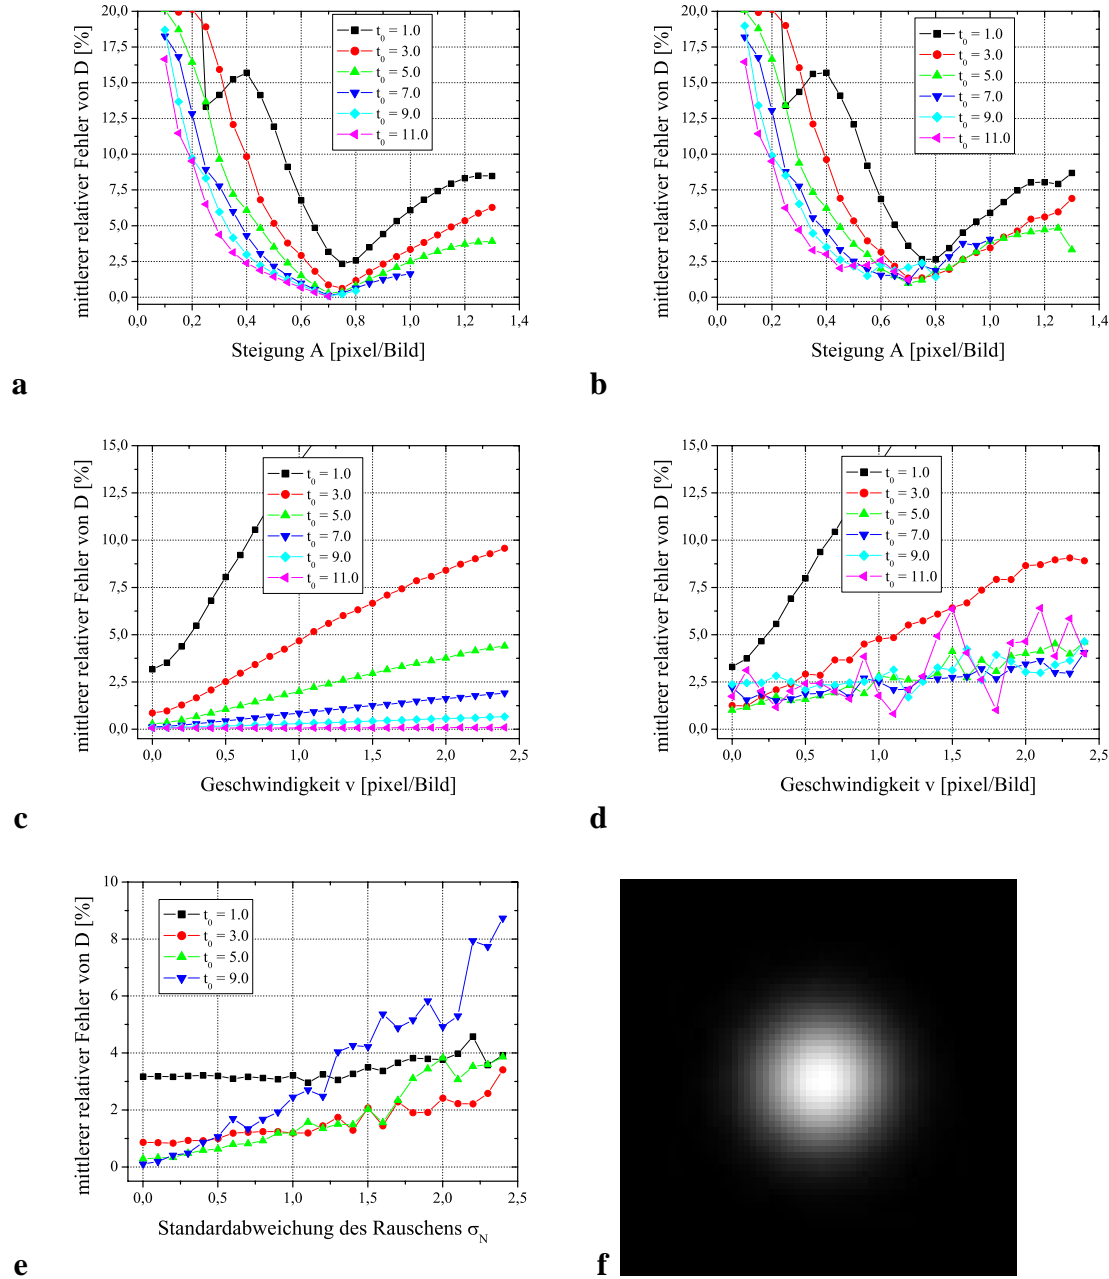 mittlerer relativer Fehler von D [%]
20,0
17,5
15,0
12,5
10,0
7,5
5,0
2,5
0,0
t₀ = 1.0
t₀ = 3.0
t₀ = 5.0
t₀ = 7.0
t₀ = 9.0
t₀ = 11.0
0,0 0,2 0,4 0,6 0,8 1,0 1,2 1,4
Steigung A [pixel/Bild]
a
mittlerer relativer Fehler von D [%]
20,0
17,5
15,0
12,5
10,0
7,5
5,0
2,5
0,0
t₀ = 1.0
t₀ = 3.0
t₀ = 5.0
t₀ = 7.0
t₀ = 9.0
t₀ = 11.0
0,0 0,2 0,4 0,6 0,8 1,0 1,2 1,4
Steigung A [pixel/Bild]
b
mittlerer relativer Fehler von D [%]
15,0
12,5
10,0
7,5
5,0
2,5
0,0
t₀ = 1.0
t₀ = 3.0
t₀ = 5.0
t₀ = 7.0
t₀ = 9.0
t₀ = 11.0
0,0 0,5 1,0 1,5 2,0 2,5
Geschwindigkeit v [pixel/Bild]
c
mittlerer relativer Fehler von D [%]
15,0
12,5
10,0
7,5
5,0
2,5
0,0
t₀ = 1.0
t₀ = 3.0
t₀ = 5.0
t₀ = 7.0
t₀ = 9.0
t₀ = 11.0
0,0 0,5 1,0 1,5 2,0 2,5
Geschwindigkeit v [pixel/Bild]
d
mittlerer relativer Fehler von D [%]
10
8
6
4
2
0
t₀ = 1.0
t₀ = 3.0
t₀ = 5.0
t₀ = 9.0
0,0 0,5 1,0 1,5 2,0 2,5
Standardabweichung des Rauschens σ_N
e
f